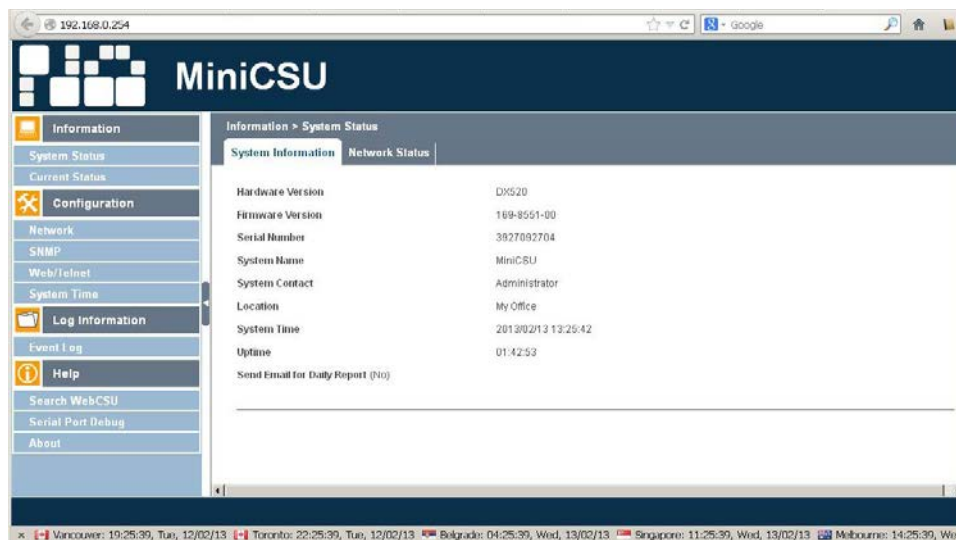 192.168.0.254
Google
MiniCSU
Information
System Status
Current Status
Configuration
Network
SNMP
Web/Telnet
System Time
Log Information
Event Log
Help
Search WebCSU
Serial Port Debug
About
Information > System Status
System Information Network Status
Hardware Version DX520
Firmware Version 169-8551-00
Serial Number 3927092704
System Name MiniCSU
System Contact Administrator
Location My Office
System Time 2013/02/13 13:25:42
Uptime 01:42:53
Send Email for Daily Report (No)
x Vancouver: 19:25:39, Tue, 12/02/13 Toronto: 22:25:39, Tue, 12/02/13 Belgrade: 04:25:39, Wed, 13/02/13 Singapore: 11:25:39, Wed, 13/02/13 Melbourne: 14:25:39, We